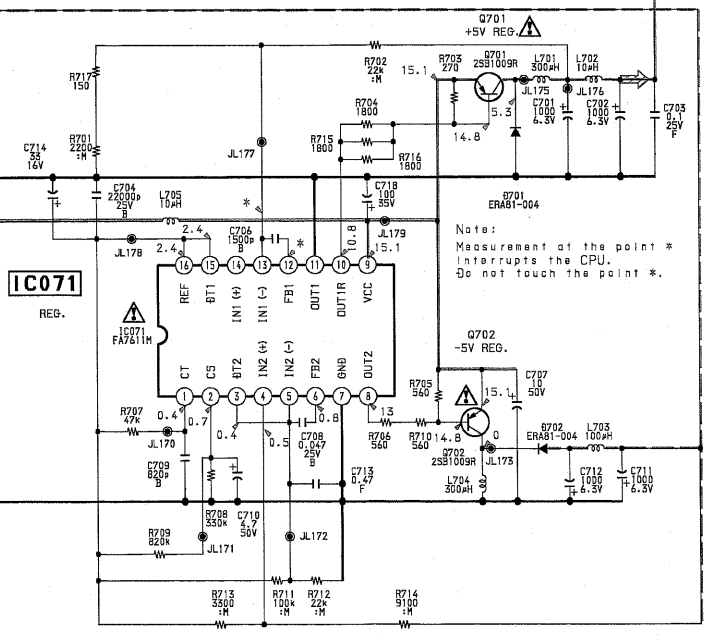 Q701
+5V REG.
R702
22k
:M
R703
270
Q701
2SB1009R
L701
300μH
L702
10μH
15.1
R717
150
R704
1800
5.3
JL175
JL176
C701
1000
6.3V
C702
1000
6.3V
C703
0.1
25V
F
C714
33
16V
R701
2200
:M
JL177
R715
1800
14.8
R716
1800
C704
22000p
25V
B
L705
10μH
C718
100
35V
D701
ERA81-004
*
2.4
C706
1500p
B
*
JL179
Note:
Measurement at the point *
Interrupts the CPU.
Do not touch the point *.
JL178
2.4
10.8
15.1
16
15
14
13
12
11
10
9
IC071
REG.
REF
DT1
IN1 (+)
IN1 (-)
FB1
OUT1
OUT1R
VCC
IC071
FA7611M
Q702
-5V REG.
CT
CS
DT2
IN2 (+)
IN2 (-)
FB2
GND
OUT2
1
2
3
4
5
6
7
8
R705
560
15.1
C707
10
50V
R707
47k
0.4
0.7
0.4
0.5
0.8
13
JL170
C708
0.047
25V
B
R706
560
R710
560
14.8
0
Q702
2SB1009R
JL173
D702
ERA81-004
L703
100μH
C709
820p
B
C713
0.47
F
L704
300μH
C712
1000
6.3V
C711
1000
6.3V
R708
330k
C710
4.7
50V
R709
820k
JL171
JL172
R713
3300
:M
R711
100k
:M
R712
22k
:M
R714
9100
:M